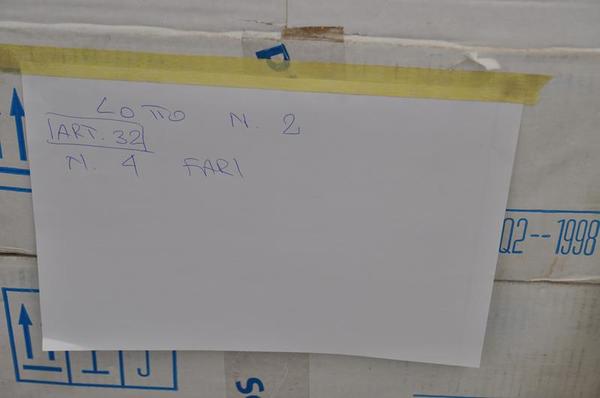 LOTTO N. 2
ART. 32
N. 4 FARI
Q2--1998